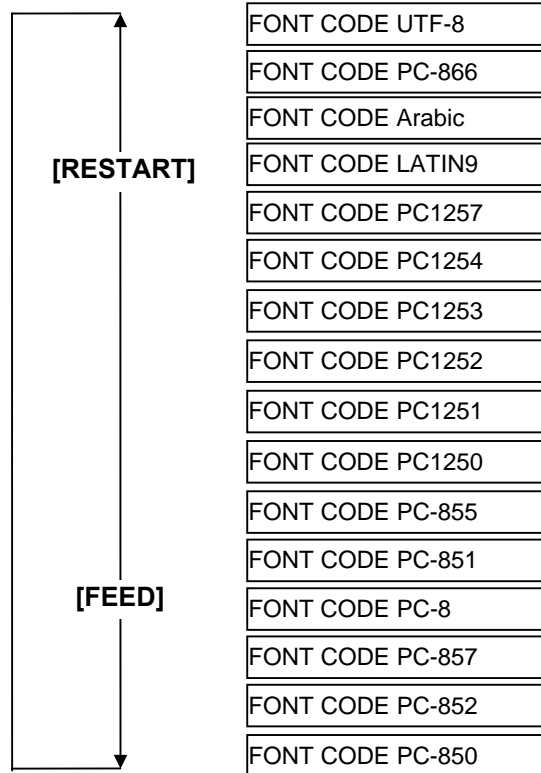 FONT CODE UTF-8
FONT CODE PC-866
FONT CODE Arabic
[RESTART]
FONT CODE LATIN9
FONT CODE PC1257
FONT CODE PC1254
FONT CODE PC1253
FONT CODE PC1252
FONT CODE PC1251
FONT CODE PC1250
FONT CODE PC-855
FONT CODE PC-851
[FEED]
FONT CODE PC-8
FONT CODE PC-857
FONT CODE PC-852
FONT CODE PC-850